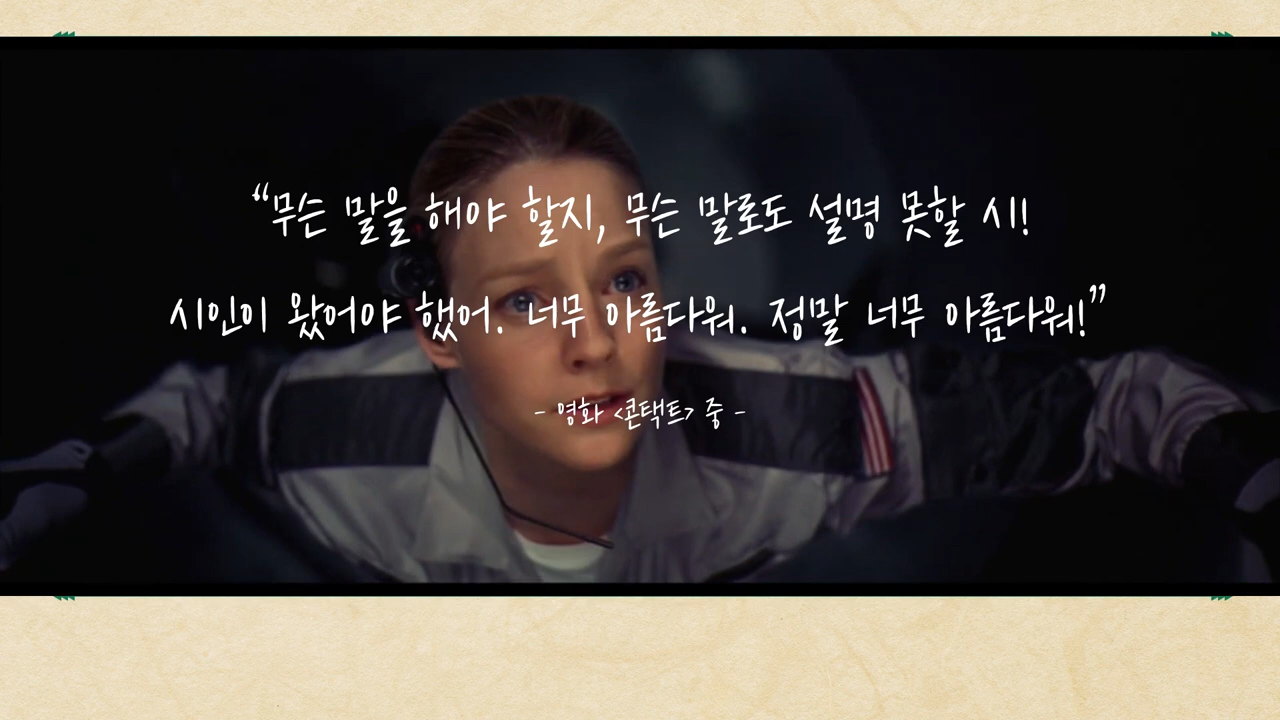 “무슨 말을 해야 할지, 무슨 말로도 설명 못할 시!
시인이 왔어야 했어. 너무 아름다워. 정말 너무 아름다워!”
- 영화 <콘택트> 중 -